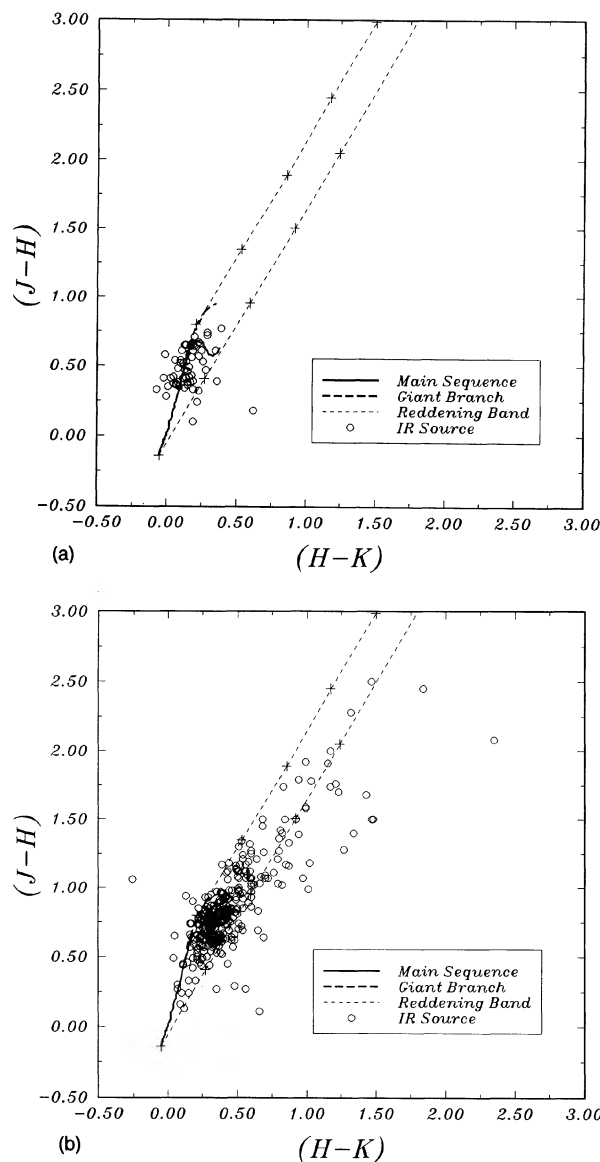 3.00
2.50
2.00
1.50
1.00
0.50
0.00
-0.50
(J-H)
-0.50 0.00 0.50 1.00 1.50 2.00 2.50 3.00
(H-K)
Main Sequence
Giant Branch
Reddening Band
IR Source
(a)
3.00
2.50
2.00
1.50
1.00
0.50
0.00
-0.50
(J-H)
-0.50 0.00 0.50 1.00 1.50 2.00 2.50 3.00
(H-K)
Main Sequence
Giant Branch
Reddening Band
IR Source
(b)